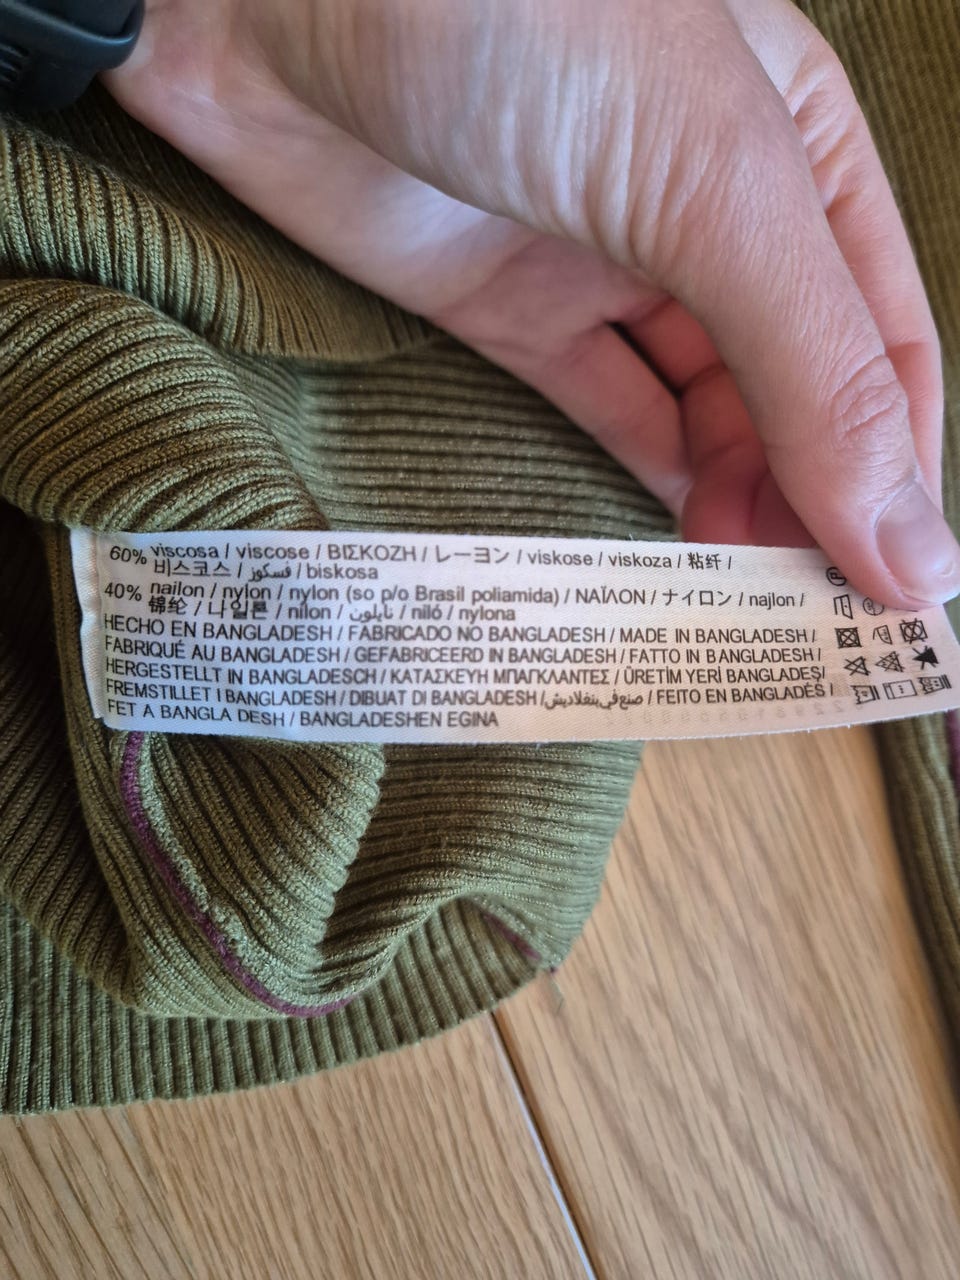 60% viscosa / viscose / ΒΙΣΚΟΖΗ / レーヨン / viskose / viskoza / 粘纤 /
비스코스 / فسكوز / biskosa
40% nailon / nylon / nylon (so p/o Brasil poliamida) / ΝΑΪΛΟΝ / ナイロン / najlon /
锦纶 / 나일론 / nílon / نايلون / niló / nylona
HECHO EN BANGLADESH / FABRICADO NO BANGLADESH / MADE IN BANGLADESH /
FABRIQUÉ AU BANGLADESH / GEFABRICEERD IN BANGLADESH / FATTO IN BANGLADESH /
HERGESTELLT IN BANGLADESCH / ΚΑΤΑΣΚΕΥΗ ΜΠΑΓΚΛΑΝΤΕΣ / ÜRETİM YERİ BANGLADEŞ/
FREMSTILLET I BANGLADESH / DIBUAT DI BANGLADESH /صنع في بنغلاديش/ FEITO EN BANGLADÉS /
FET A BANGLA DESH / BANGLADESHEN EGINA